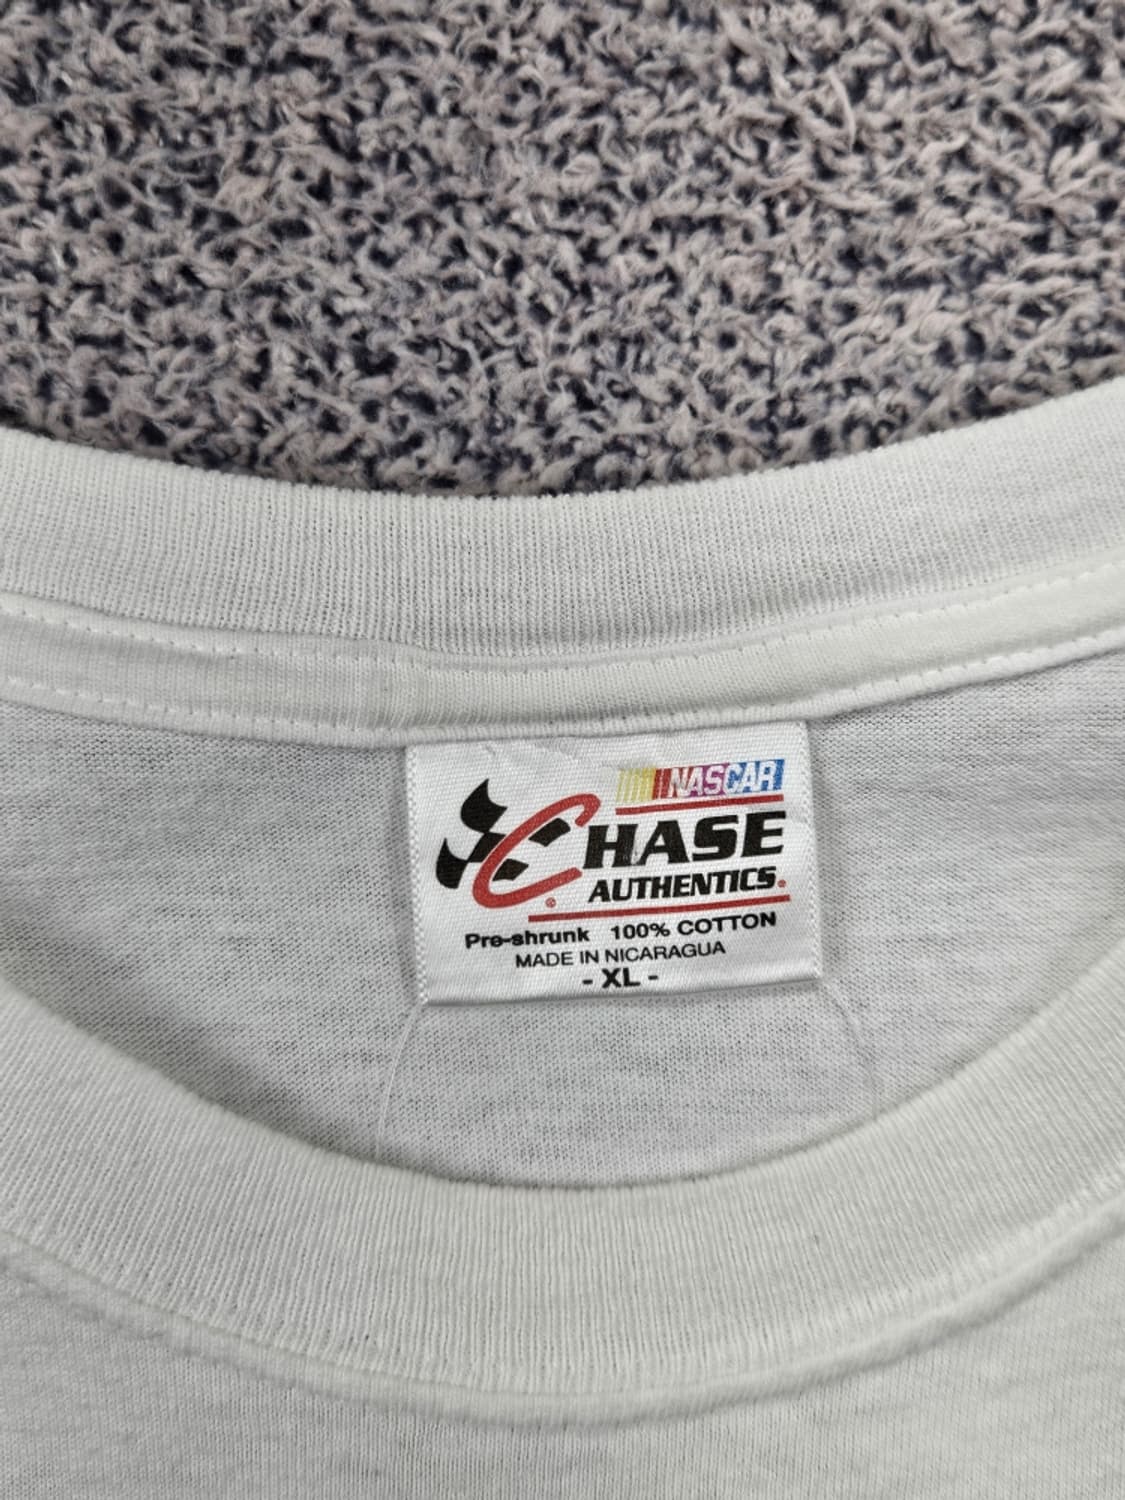 NASCAR
CHASE
AUTHENTICS®
Pre-shrunk 100% COTTON
MADE IN NICARAGUA
- XL -